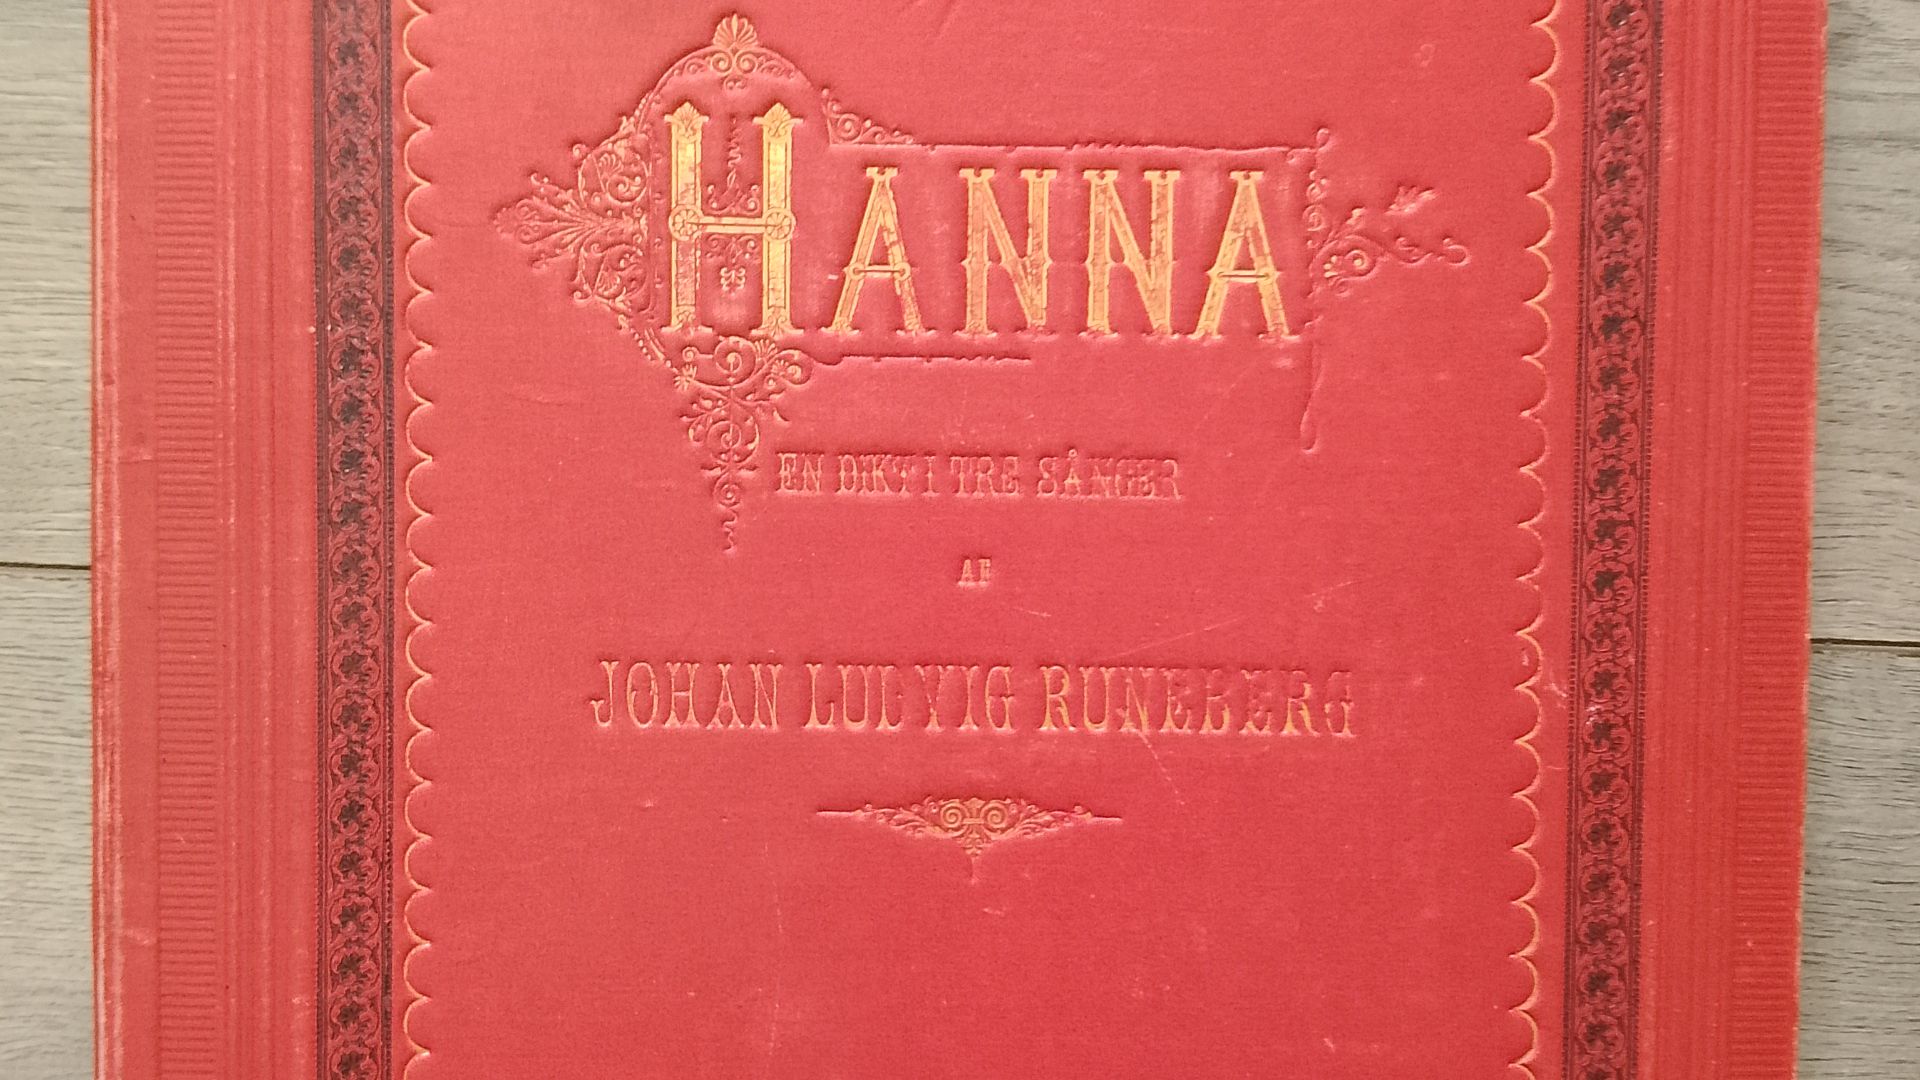 HANNA
EN DIKT I TRE SÅNGER
AF
JOHAN LUDVIG RUNEBERG